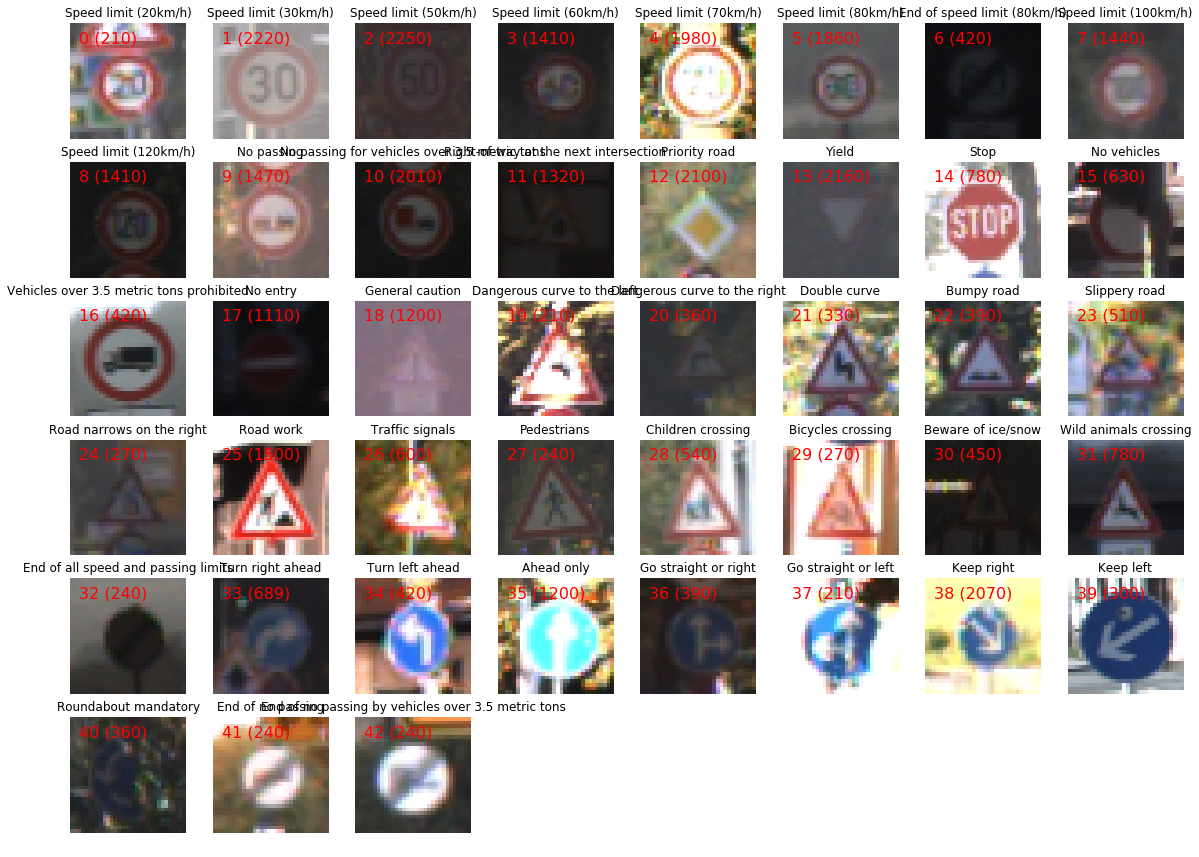 Speed limit (20km/h)
Speed limit (30km/h)
Speed limit (50km/h)
Speed limit (60km/h)
Speed limit (70km/h)
Speed limit (80km/h)
End of speed limit (80km/h)
Speed limit (100km/h)
0 (210)
1 (2220)
2 (2250)
3 (1410)
4 (1980)
5 (1860)
6 (420)
7 (1440)
20
30
50
Speed limit (120km/h)
No passing
No passing for vehicles over 3.5 metric tons
Right-of-way at the next intersection
Priority road
Yield
Stop
No vehicles
8 (1410)
9 (1470)
10 (2010)
11 (1320)
12 (2100)
13 (2160)
14 (780)
15 (630)
120
STOP
Vehicles over 3.5 metric tons prohibited
No entry
General caution
Dangerous curve to the left
Dangerous curve to the right
Double curve
Bumpy road
Slippery road
16 (420)
17 (1110)
18 (1200)
19 (210)
20 (360)
21 (330)
22 (390)
23 (510)
Road narrows on the right
Road work
Traffic signals
Pedestrians
Children crossing
Bicycles crossing
Beware of ice/snow
Wild animals crossing
24 (270)
25 (1500)
26 (600)
27 (240)
28 (540)
29 (270)
30 (450)
31 (780)
End of all speed and passing limits
Turn right ahead
Turn left ahead
Ahead only
Go straight or right
Go straight or left
Keep right
Keep left
32 (240)
33 (689)
34 (420)
35 (1200)
36 (390)
37 (210)
38 (2070)
39 (300)
Roundabout mandatory
End of no passing
End of no passing by vehicles over 3.5 metric tons
40 (360)
41 (240)
42 (240)